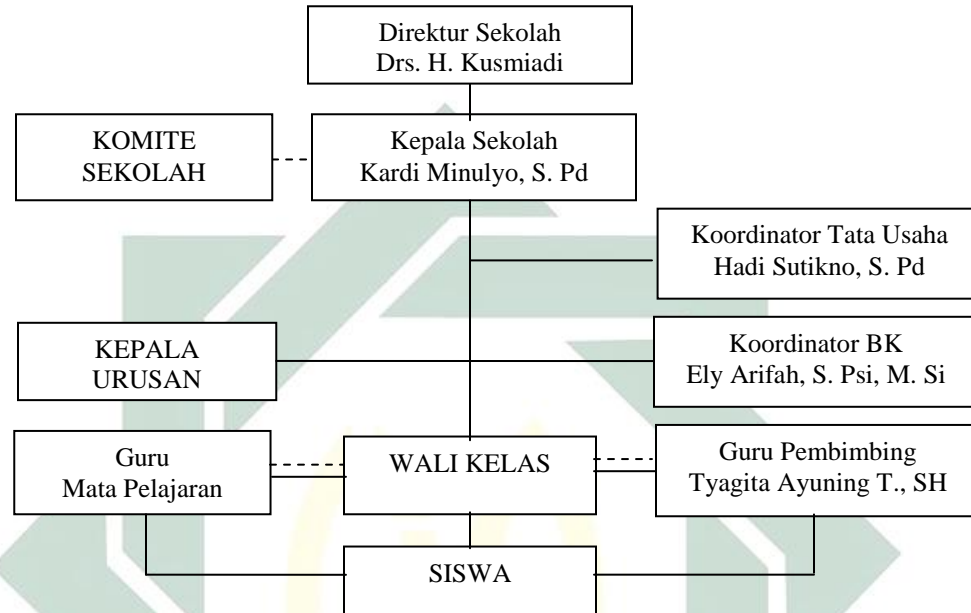 Direktur Sekolah
Drs. H. Kusmiadi
KOMITE
SEKOLAH
Kepala Sekolah
Kardi Minulyo, S. Pd
Koordinator Tata Usaha
Hadi Sutikno, S. Pd
KEPALA
URUSAN
Koordinator BK
Ely Arifah, S. Psi, M. Si
Guru
Mata Pelajaran
WALI KELAS
Guru Pembimbing
Tyagita Ayuning T., SH
SISWA